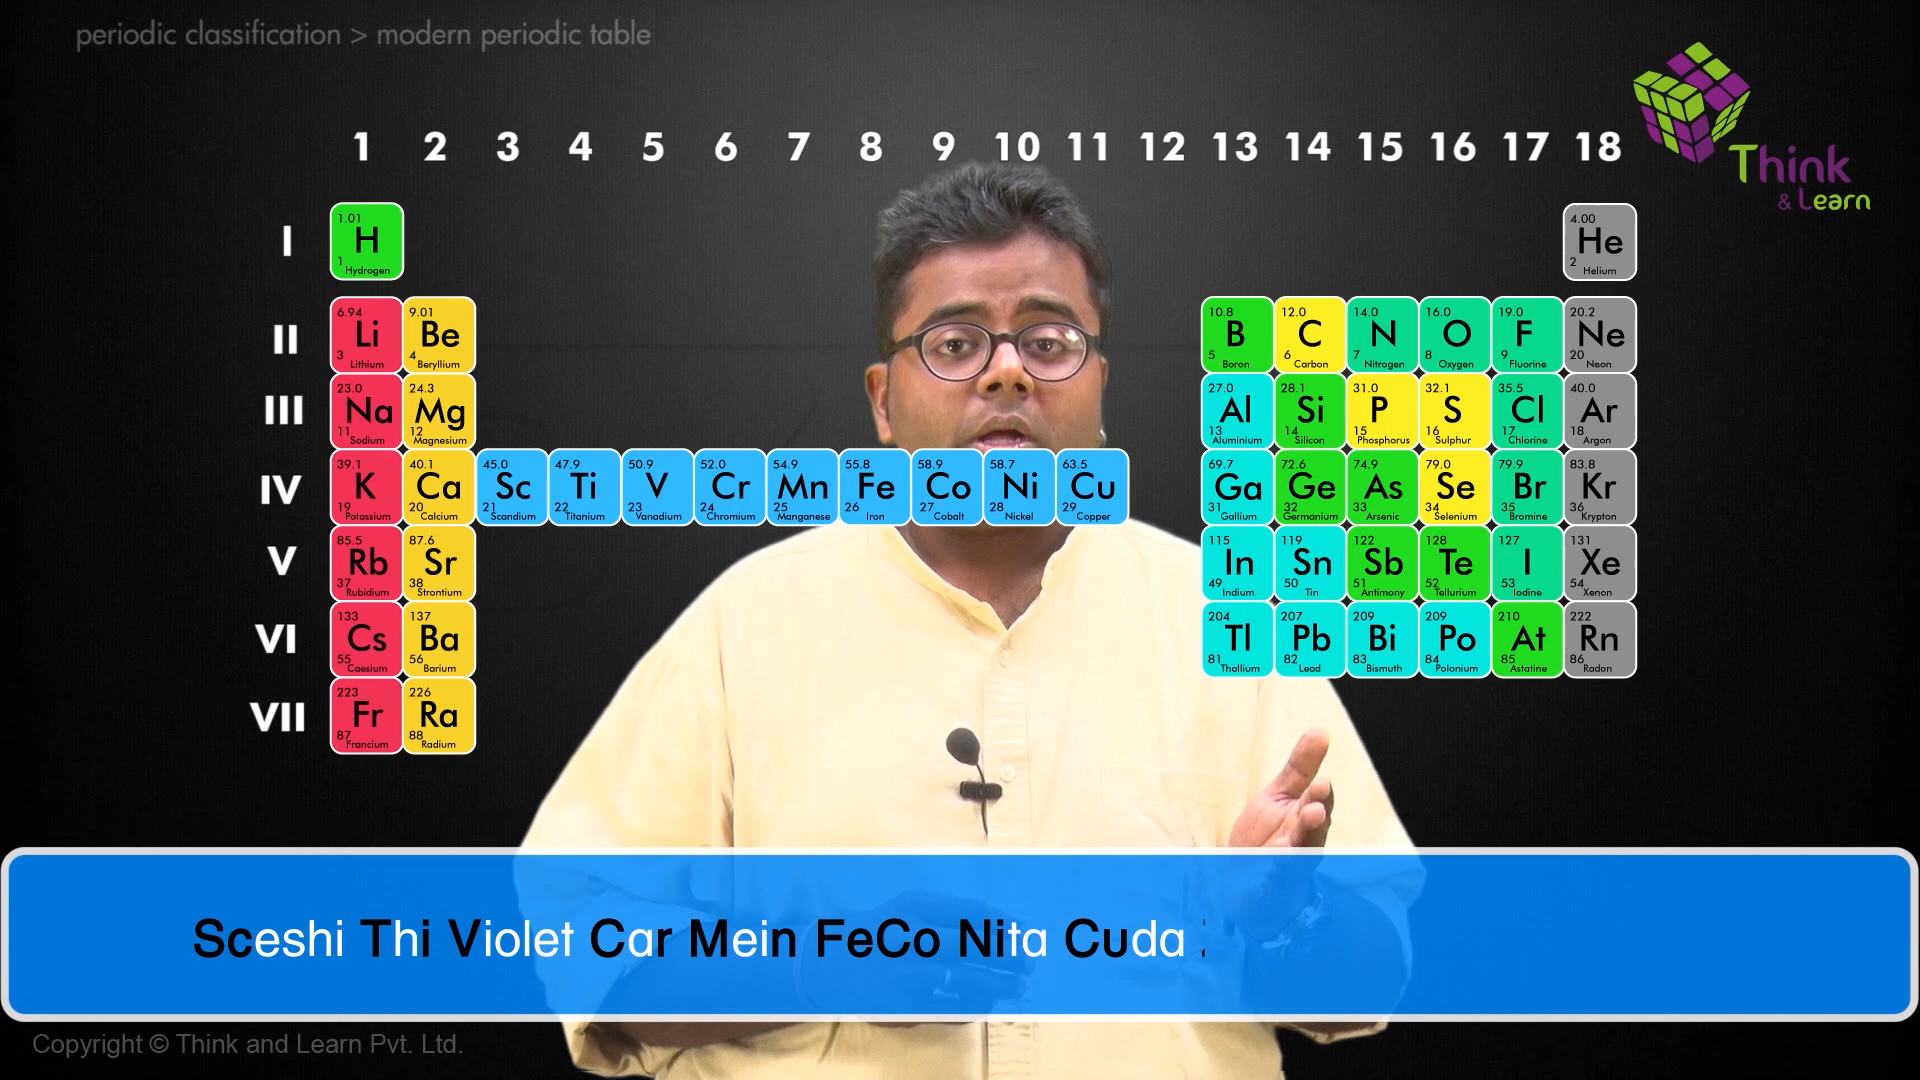 periodic classification > modern periodic table
Think
& Learn
1 2 3 4 5 6 7 8 9 10 11 12 13 14 15 16 17 18
I
1.01 H 1 Hydrogen
4.00 He 2 Helium
II
6.94 Li 3 Lithium
9.01 Be 4 Beryllium
10.8 B 5 Boron
12.0 C 6 Carbon
14.0 N 7 Nitrogen
16.0 O 8 Oxygen
19.0 F 9 Fluorine
20.2 Ne 20 Neon
III
23.0 Na 11 Sodium
24.3 Mg 12 Magnesium
27.0 Al 13 Aluminium
28.1 Si 14 Silicon
31.0 P 15 Phosphorus
32.1 S 16 Sulphur
35.5 Cl 17 Chlorine
40.0 Ar 18 Argon
IV
39.1 K 19 Potassium
40.1 Ca 20 Calcium
45.0 Sc 21 Scandium
47.9 Ti 22 Titanium
50.9 V 23 Vanadium
52.0 Cr 24 Chromium
54.9 Mn 25 Manganese
55.8 Fe 26 Iron
58.9 Co 27 Cobalt
58.7 Ni 28 Nickel
63.5 Cu 29 Copper
69.7 Ga 31 Gallium
72.6 Ge 32 Germanium
74.9 As 33 Arsenic
79.0 Se 34 Selenium
79.9 Br 35 Bromine
83.8 Kr 36 Krypton
V
85.5 Rb 37 Rubidium
87.6 Sr 38 Strontium
115 In 49 Indium
119 Sn 50 Tin
122 Sb 51 Antimony
128 Te 52 Tellurium
127 I 53 Iodine
131 Xe 54 Xenon
VI
133 Cs 55 Caesium
137 Ba 56 Barium
204 Tl 81 Thallium
207 Pb 82 Lead
209 Bi 83 Bismuth
209 Po 84 Polonium
210 At 85 Astatine
222 Rn 86 Radon
VII
223 Fr 87 Francium
226 Ra 88 Radium
Sceshi Thi Violet Car Mein FeCo Nita Cuda
Copyright © Think and Learn Pvt. Ltd.